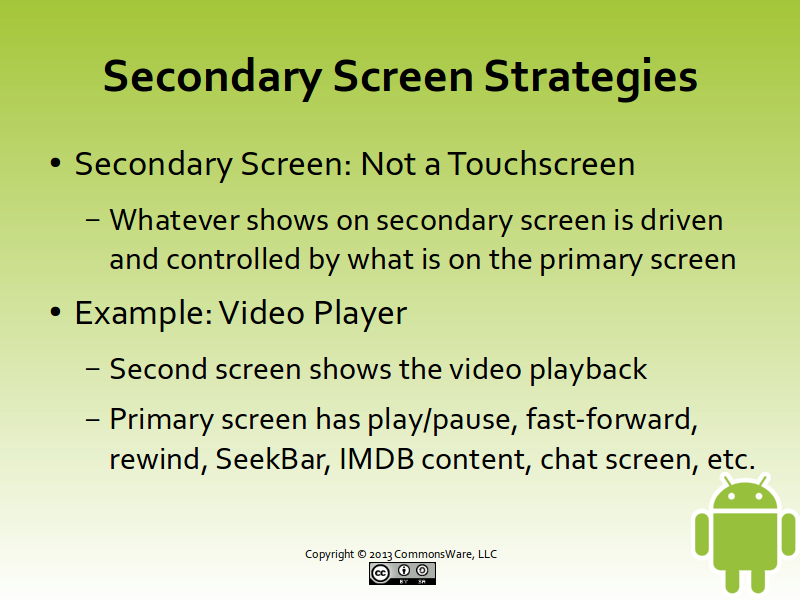 Secondary Screen Strategies
• Secondary Screen: Not a Touchscreen
– Whatever shows on secondary screen is driven
and controlled by what is on the primary screen
• Example: Video Player
– Second screen shows the video playback
– Primary screen has play/pause, fast-forward,
rewind, SeekBar, IMDB content, chat screen, etc.
Copyright © 2013 CommonsWare, LLC
cc BY SA